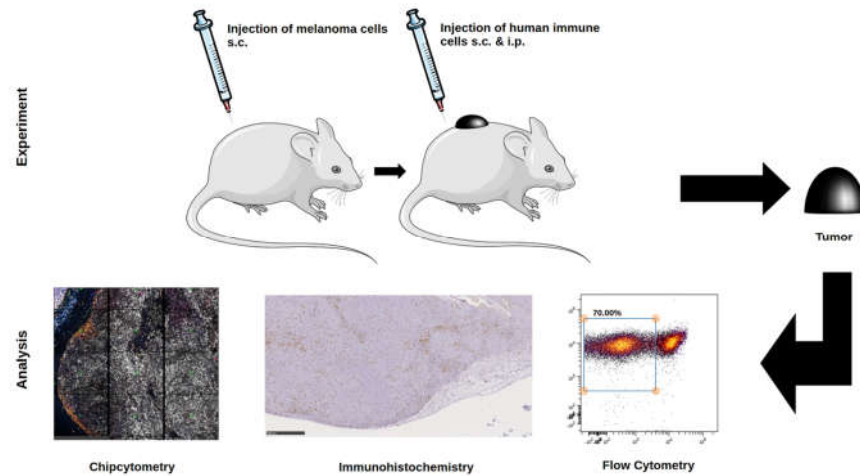 Injection of melanoma cells
s.c.
Injection of human immune
cells s.c. & i.p.
Experiment
Tumor
Analysis
70.00%
Chipcytometry
Immunohistochemistry
Flow Cytometry